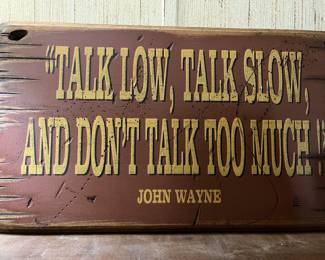 "TALK LOW, TALK SLOW,
AND DON'T TALK TOO MUCH!"
JOHN WAYNE